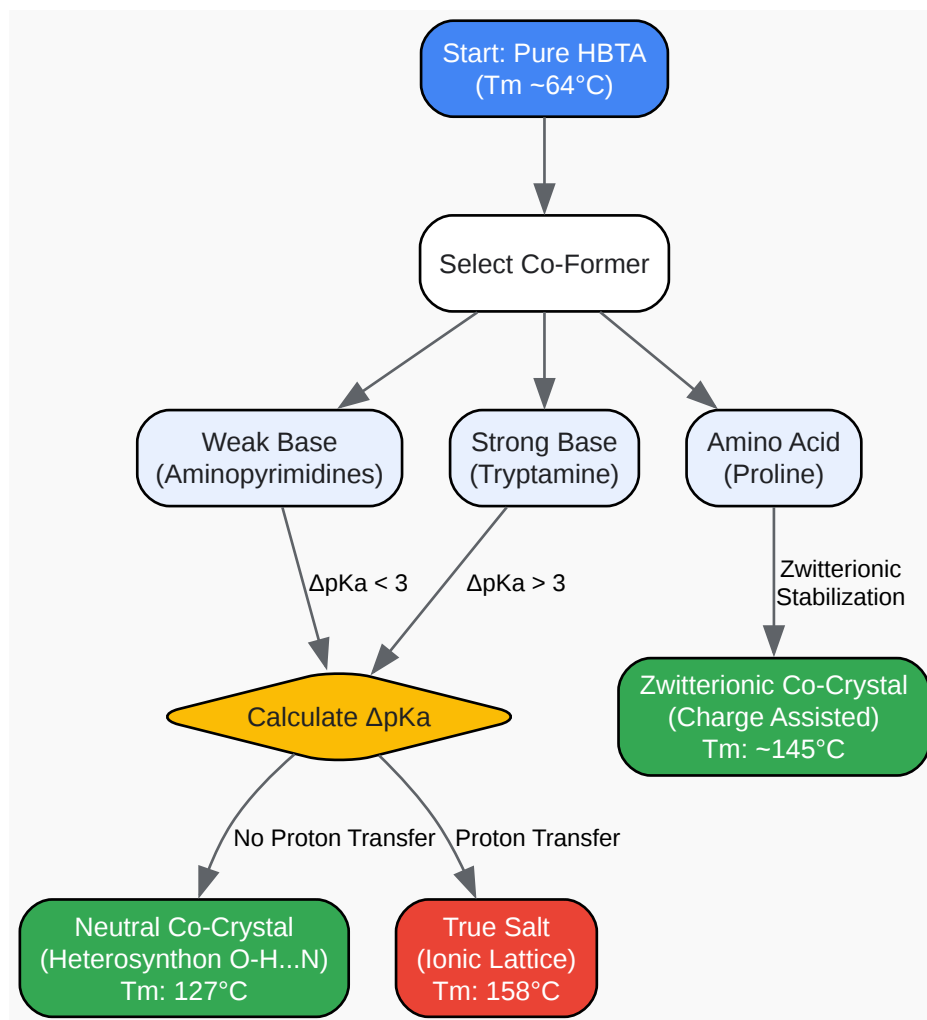 Start: Pure HBTA
(Tm ~64°C)
Select Co-Former
Weak Base
(Aminopyrimidines)
Strong Base
(Tryptamine)
Amino Acid
(Proline)
ΔpKa < 3
ΔpKa > 3
Zwitterionic
Stabilization
Calculate ΔpKa
Zwitterionic Co-Crystal
(Charge Assisted)
Tm: ~145°C
No Proton Transfer
Proton Transfer
Neutral Co-Crystal
(Heterosynthon O-H...N)
Tm: 127°C
True Salt
(Ionic Lattice)
Tm: 158°C